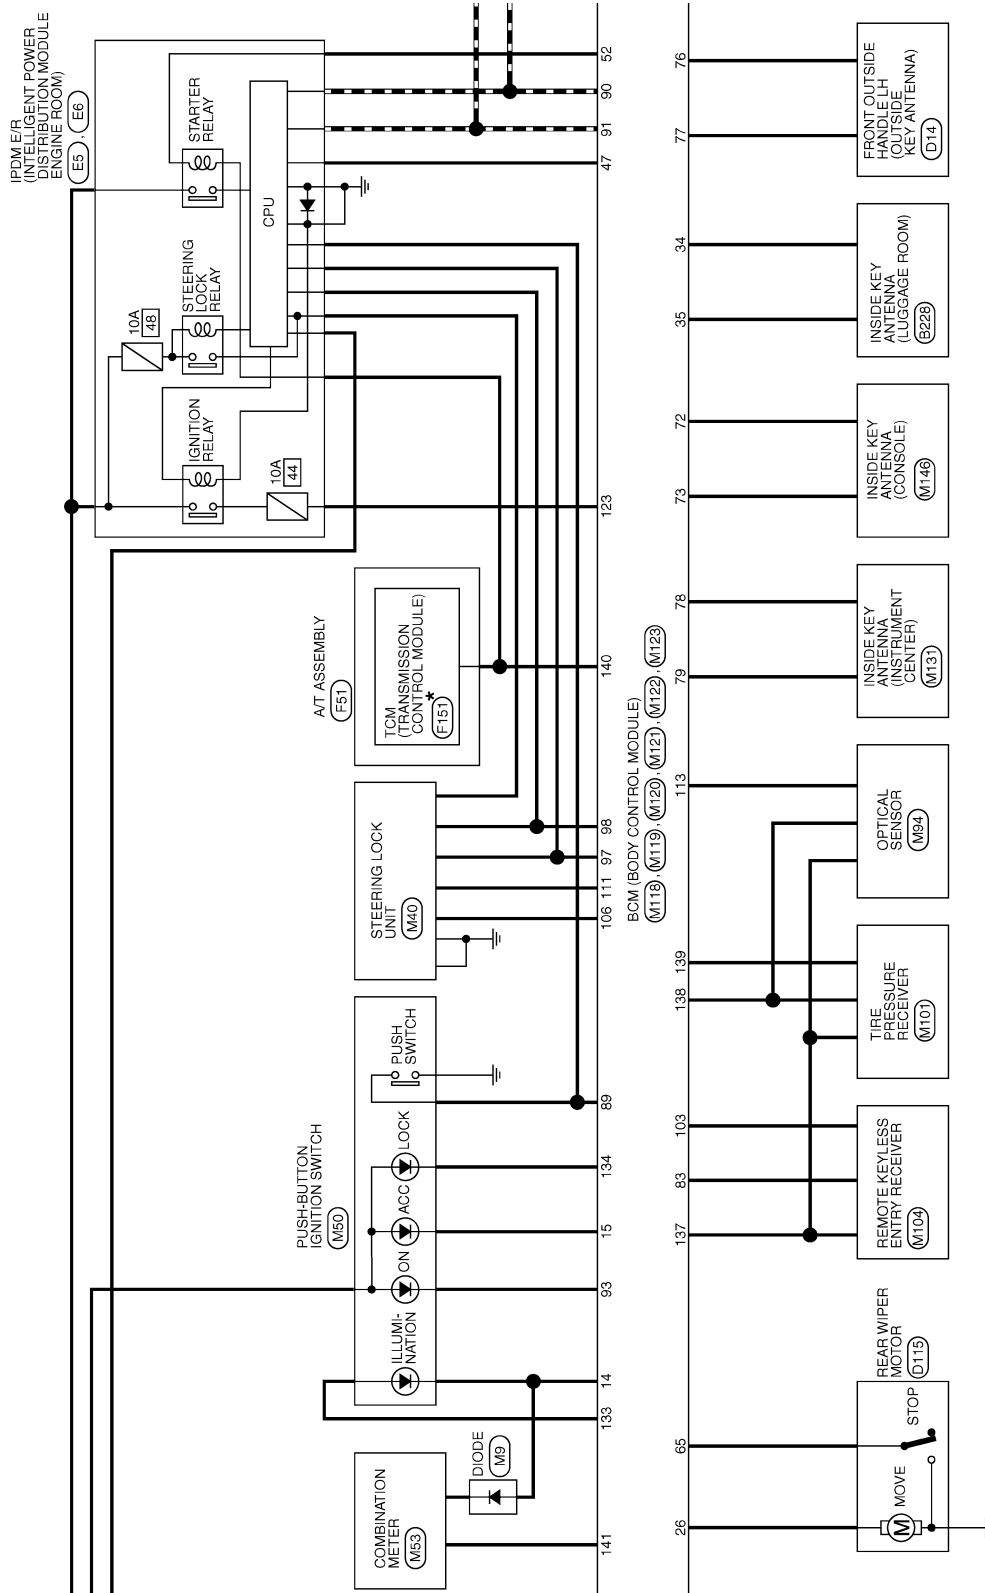 IPDM E/R
(INTELLIGENT POWER
DISTRIBUTION MODULE
ENGINE ROOM)
E5 , E6
STARTER
RELAY
CPU
STEERING
LOCK
RELAY
10A
48
IGNITION
RELAY
10A
44
52
90
91
47
123
A/T ASSEMBLY
F51
TCM
(TRANSMISSION
CONTROL MODULE)
*
F151
140
STEERING LOCK
UNIT
M40
98
97
111
106
PUSH-BUTTON
IGNITION SWITCH
M50
PUSH
SWITCH
LOCK
ACC
ON
ILLUMI-
NATION
89
134
15
93
14
133
COMBINATION
METER
M53
DIODE
M9
141
BCM (BODY CONTROL MODULE)
M118 , M119 , M120 , M121 , M122 , M123
76
77
FRONT OUTSIDE
HANDLE LH
(OUTSIDE
KEY ANTENNA)
D14
34
35
INSIDE KEY
ANTENNA
(LUGGAGE ROOM)
B228
72
73
INSIDE KEY
ANTENNA
(CONSOLE)
M146
78
79
INSIDE KEY
ANTENNA
(INSTRUMENT
CENTER)
M131
113
OPTICAL
SENSOR
M94
139
138
TIRE
PRESSURE
RECEIVER
M101
103
83
137
REMOTE KEYLESS
ENTRY RECEIVER
M104
REAR WIPER
MOTOR
D115
65
26
STOP
MOVE
M